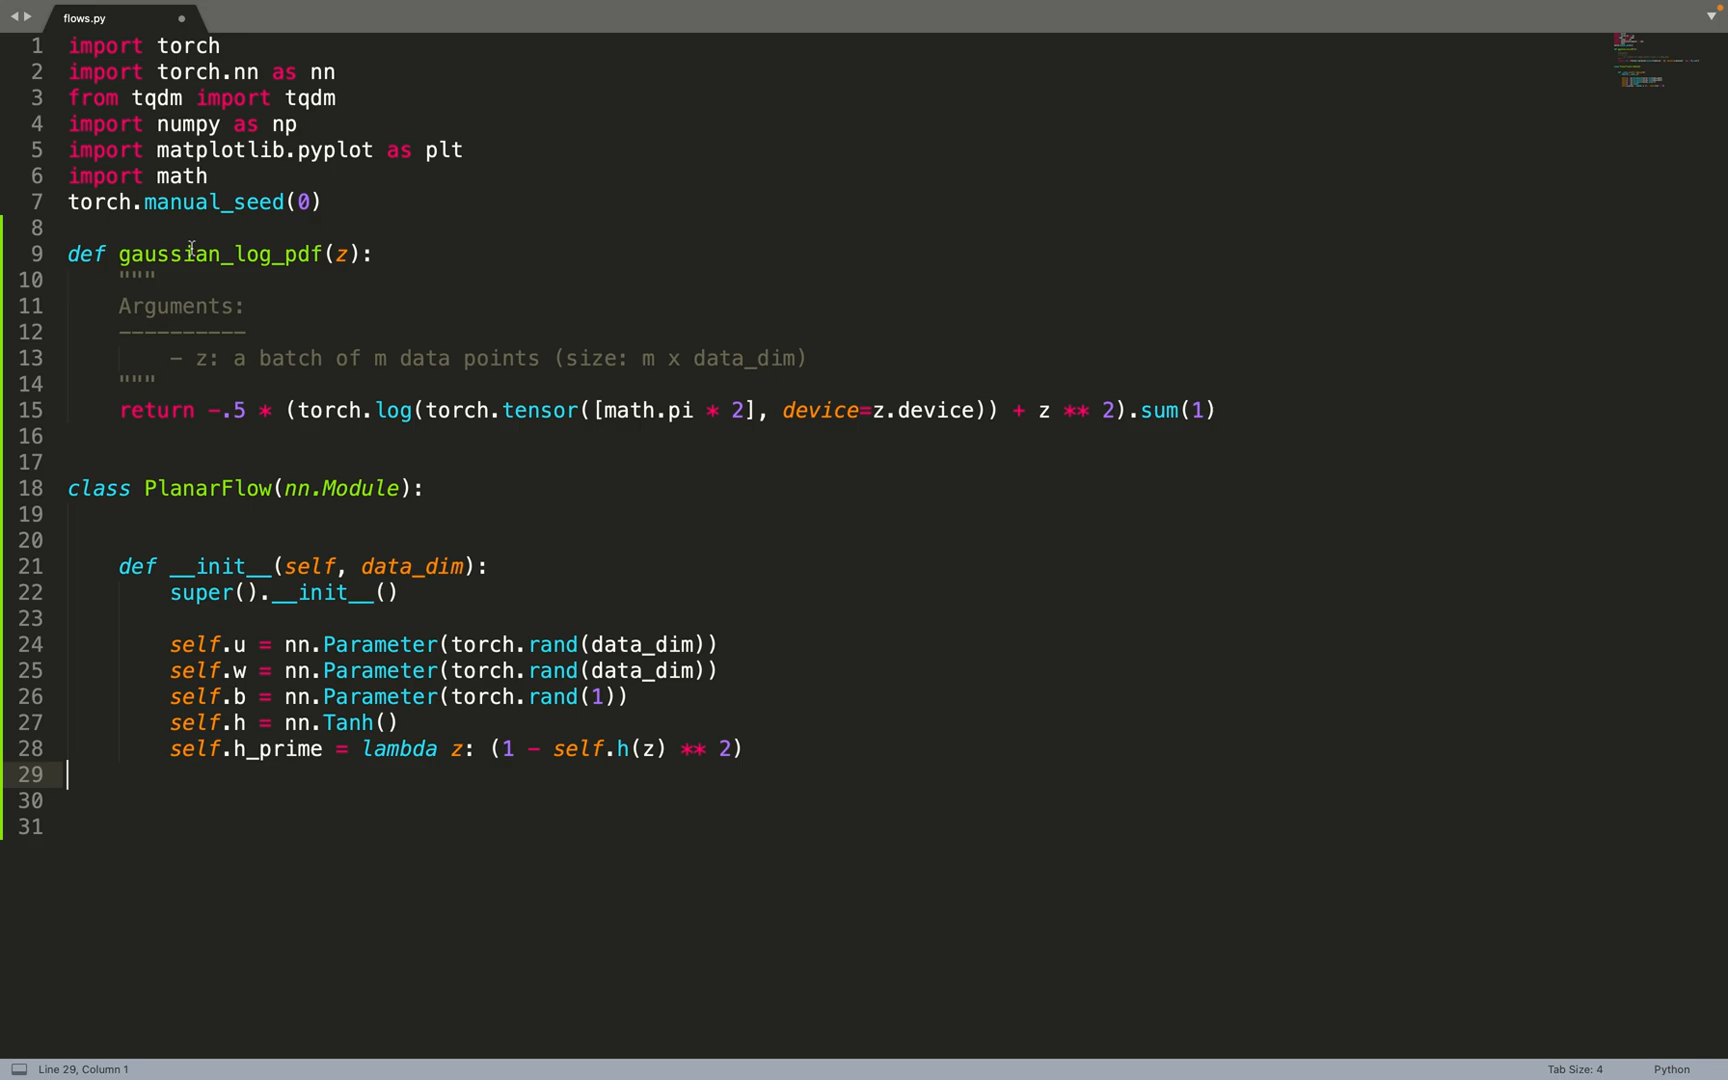 flows.py
1 import torch
2 import torch.nn as nn
3 from tqdm import tqdm
4 import numpy as np
5 import matplotlib.pyplot as plt
6 import math
7 torch.manual_seed(0)
8
9 def gaussian_log_pdf(z):
10     """
11     Arguments:
12     ----------
13         - z: a batch of m data points (size: m x data_dim)
14     """
15     return -.5 * (torch.log(torch.tensor([math.pi * 2], device=z.device)) + z ** 2).sum(1)
16
17
18 class PlanarFlow(nn.Module):
19
20
21     def __init__(self, data_dim):
22         super().__init__()
23
24         self.u = nn.Parameter(torch.rand(data_dim))
25         self.w = nn.Parameter(torch.rand(data_dim))
26         self.b = nn.Parameter(torch.rand(1))
27         self.h = nn.Tanh()
28         self.h_prime = lambda z: (1 - self.h(z) ** 2)
29
30
31
Line 29, Column 1
Tab Size: 4
Python